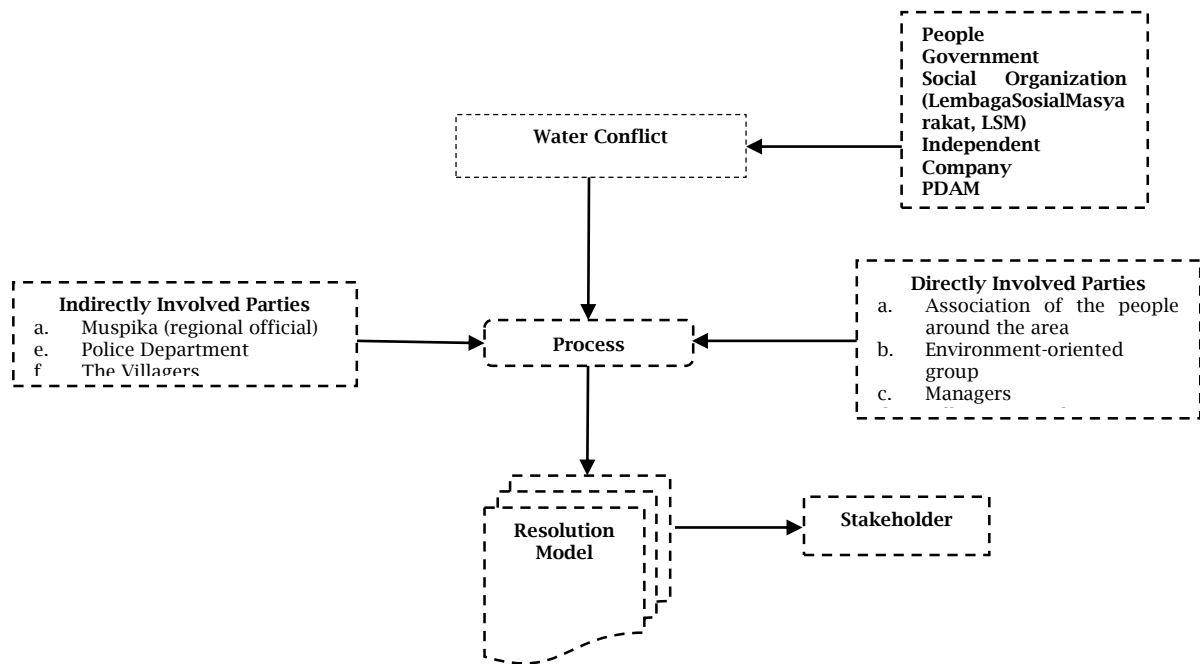 People
Government
Social Organization
(LembagaSosialMasya
rakat, LSM)
Independent
Company
PDAM
Water Conflict
Indirectly Involved Parties
a. Muspika (regional official)
e. Police Department
f. The Villagers
Directly Involved Parties
a. Association of the people
around the area
b. Environment-oriented
group
c. Managers
Process
Resolution
Model
Stakeholder